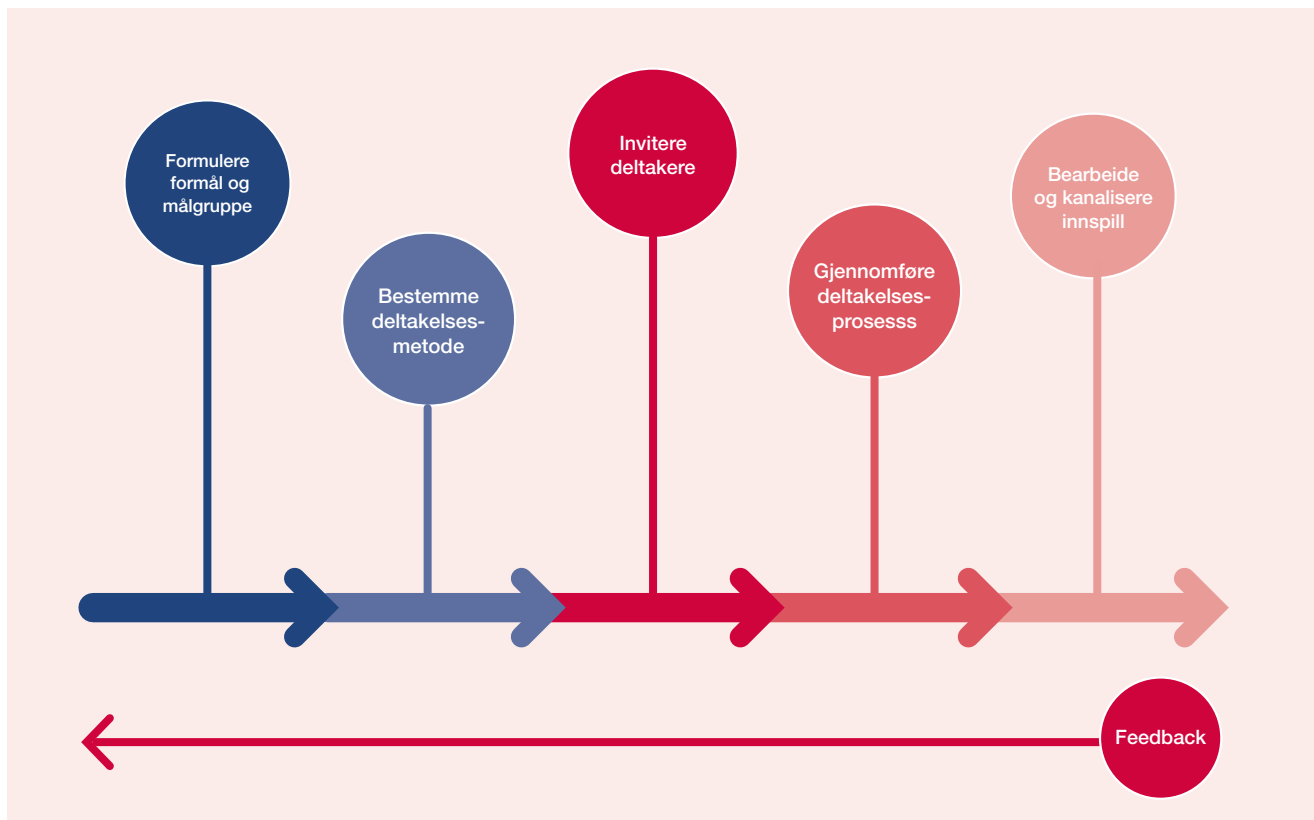 Formulere
formål og
målgruppe
Bestemme
deltakelses-
metode
Invitere
deltakere
Gjennomføre
deltakelses-
prosesss
Bearbeide
og kanalisere
innspill
Feedback